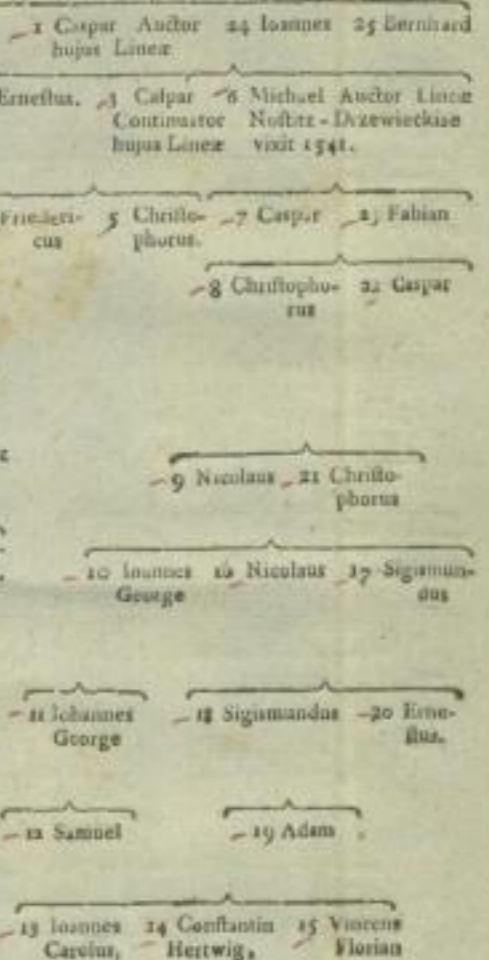 1 Caspar Auctor 24 Ioannes 25 Bernhard
hujus Lineæ
Ernestus. 3 Caspar 6 Michael Auctor Lineæ
Continuator Nostitz-Drzewieckiae
hujus Lineæ vixit 1541.
Friederi- 5 Christo- 7 Caspar 23 Fabian
cus phorus.
8 Christopho- 22 Caspar
rus
9 Nicolaus 21 Christo-
phorus
10 Ioannes 16 Nicolaus 17 Sigismun-
George dus
11 Iohannes 18 Sigismundus 20 Erne-
George stus.
12 Samuel 19 Adam
13 Ioannes 14 Constantin 15 Vincens
Carolus, Hertwig, Florian